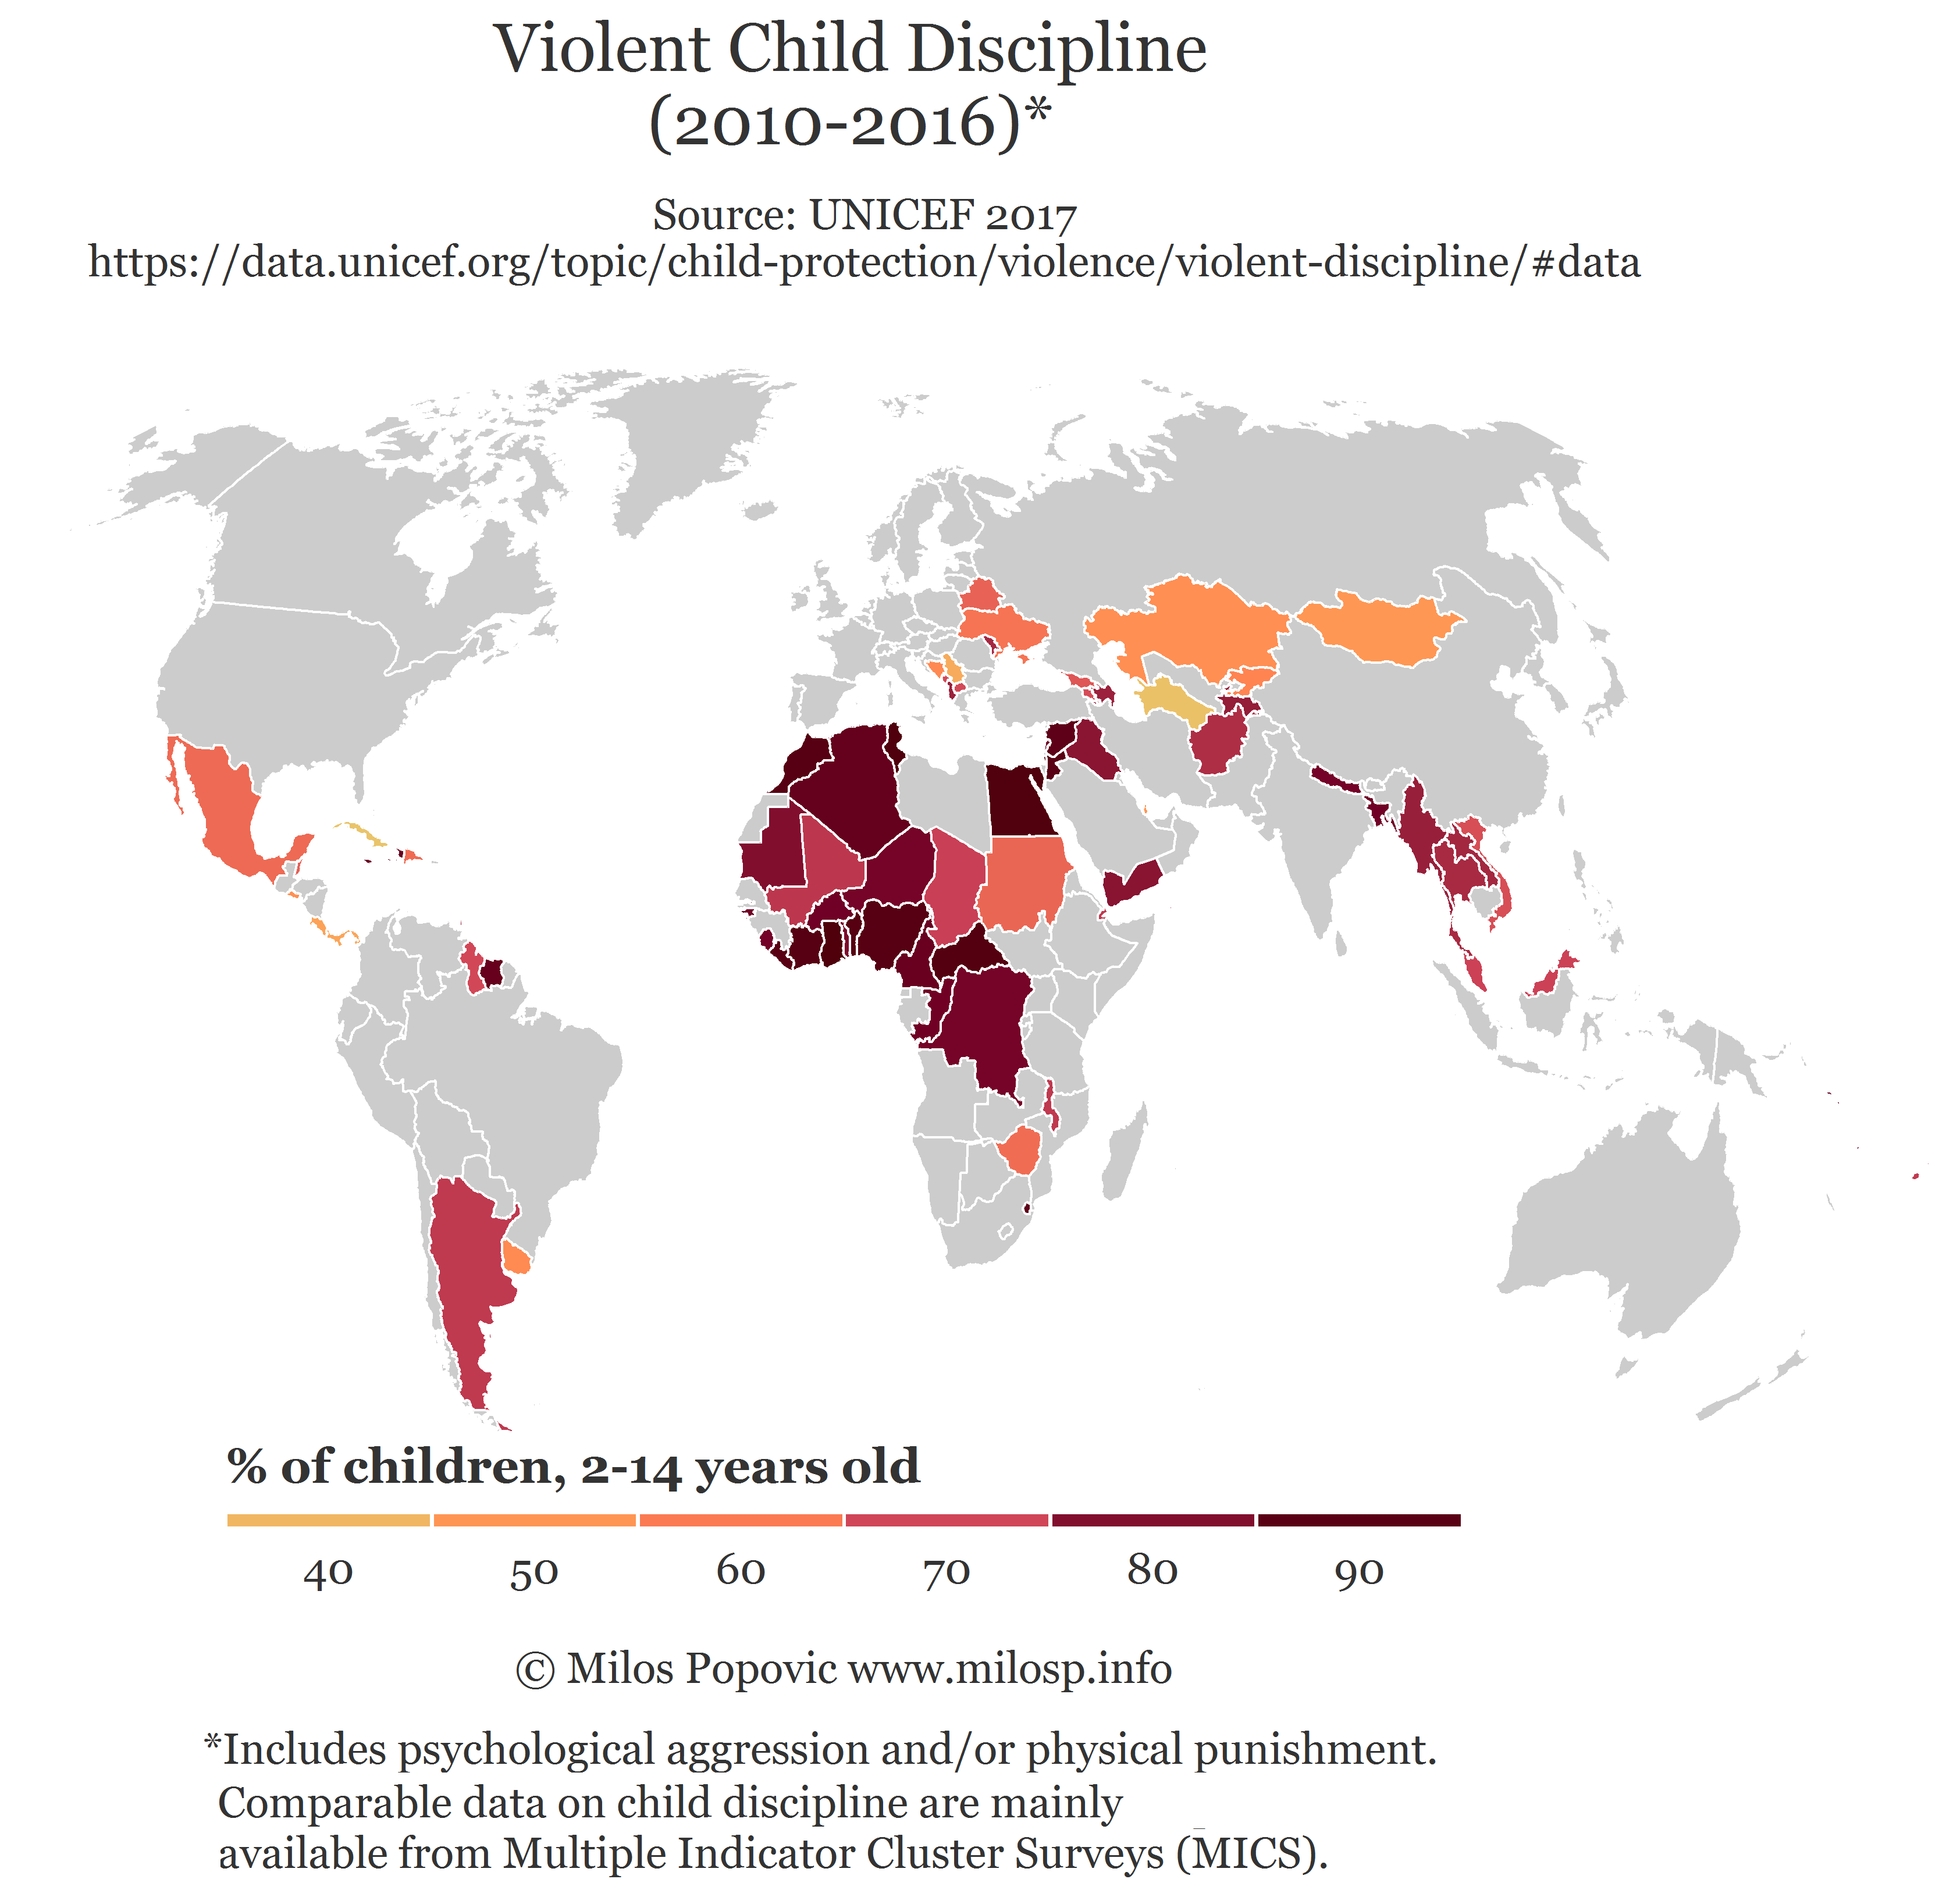 Violent Child Discipline
(2010-2016)*
Source: UNICEF 2017
https://data.unicef.org/topic/child-protection/violence/violent-discipline/#data
% of children, 2-14 years old
40 50 60 70 80 90
© Milos Popovic www.milosp.info
*Includes psychological aggression and/or physical punishment.
Comparable data on child discipline are mainly
available from Multiple Indicator Cluster Surveys (MICS).